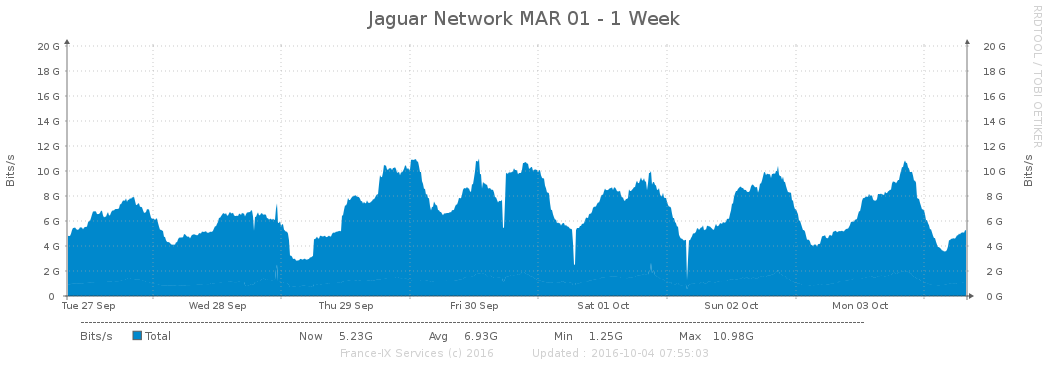 Jaguar Network MAR 01 - 1 Week
RRDTOOL / TOBI OETIKER
Bits/s
20 G 20 G
18 G 18 G
16 G 16 G
14 G 14 G
12 G 12 G
10 G 10 G
8 G 8 G
6 G 6 G
4 G 4 G
2 G 2 G
0 0 G
Bits/s
Tue 27 Sep Wed 28 Sep Thu 29 Sep Fri 30 Sep Sat 01 Oct Sun 02 Oct Mon 03 Oct
Bits/s Total Now 5.23G Avg 6.93G Min 1.25G Max 10.98G
France-IX Services (c) 2016 Updated : 2016-10-04 07:55:03